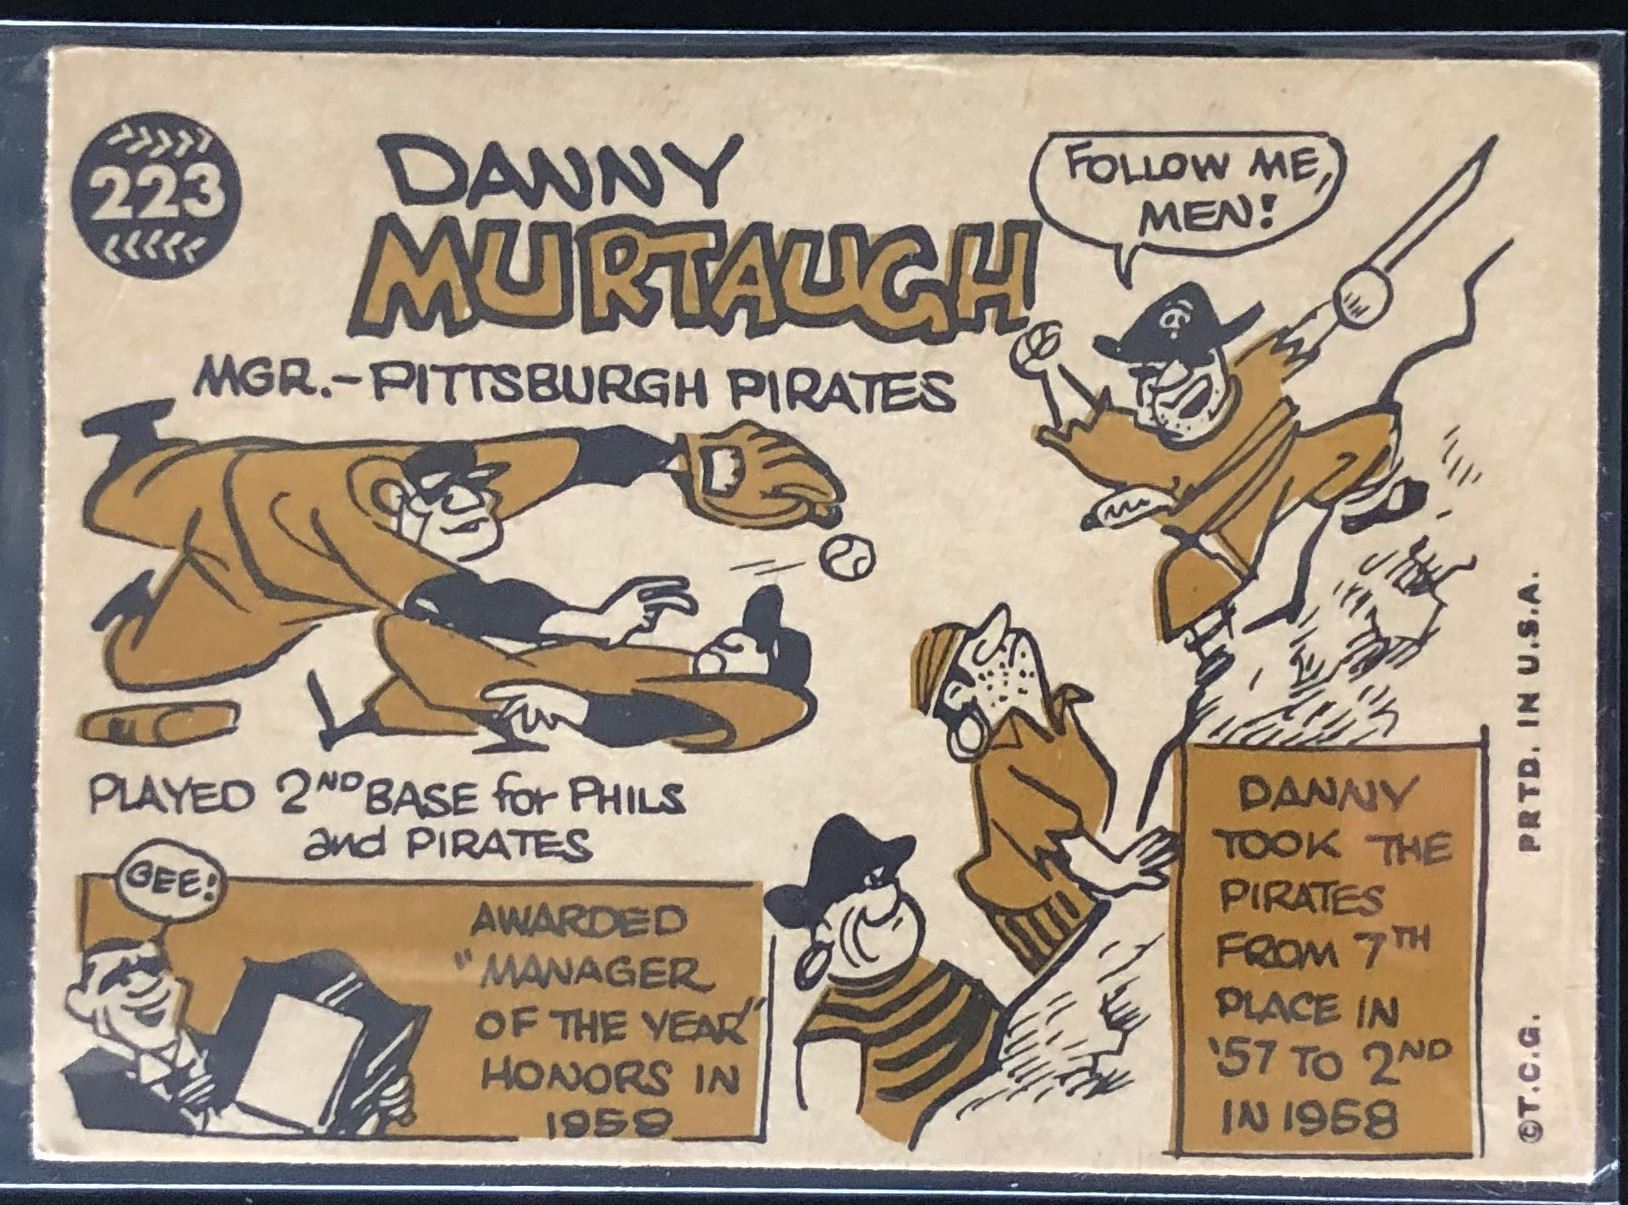 223
DANNY
MURTAUGH
MGR.-PITTSBURGH PIRATES
FOLLOW ME,
MEN!
PLAYED 2ND BASE for PHILS
and PIRATES
GEE!
AWARDED
"MANAGER
OF THE YEAR"
HONORS IN
1958
DANNY
TOOK THE
PIRATES
FROM 7TH
PLACE IN
'57 TO 2ND
IN 1958
©T.C.G. PRTD. IN U.S.A.